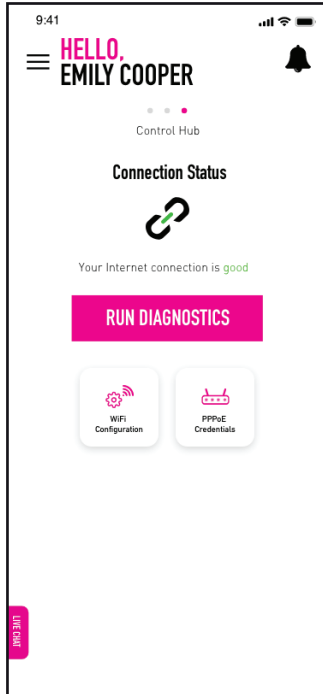 9:41
HELLO,
EMILY COOPER
Control Hub
Connection Status
Your Internet connection is good
RUN DIAGNOSTICS
WiFi
Configuration
PPPoE
Credentials
LIVE CHAT